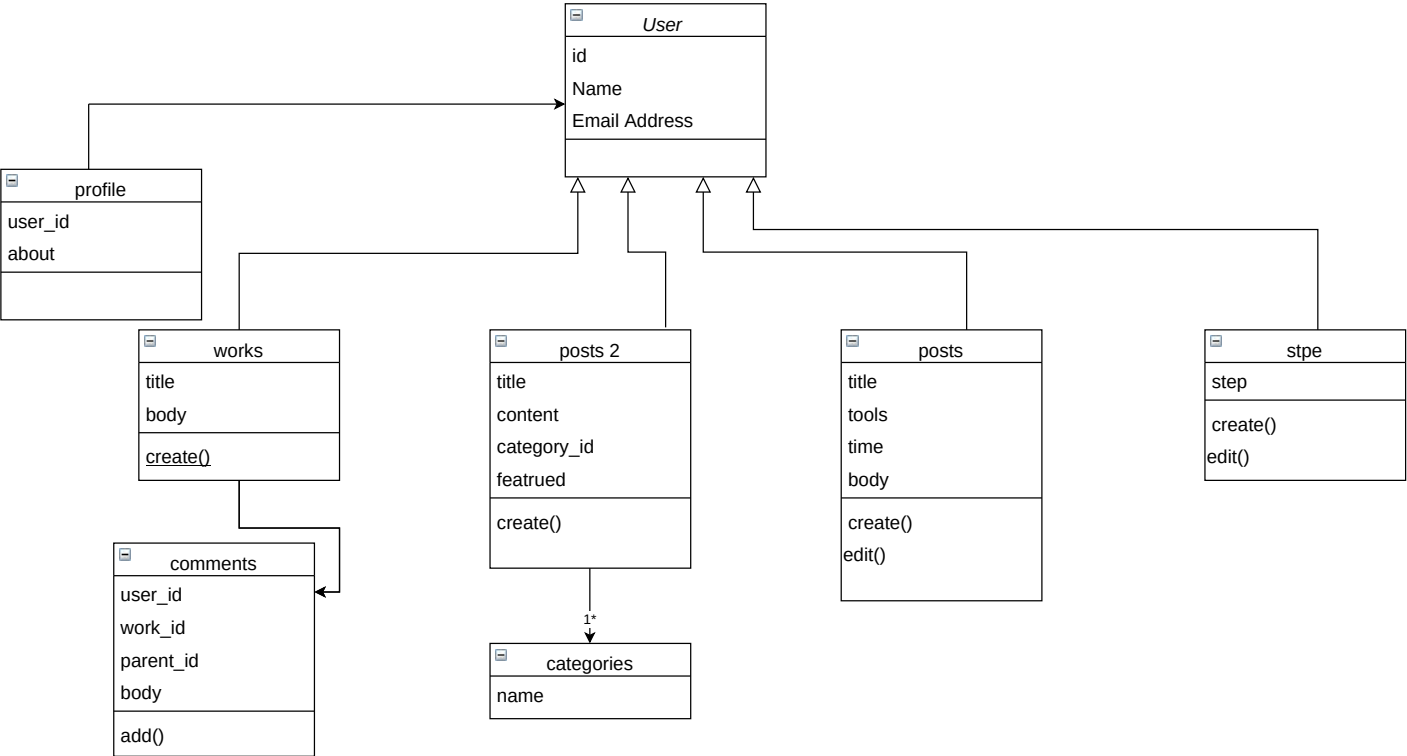 User
id
Name
Email Address
profile
user_id
about
works
title
body
create()
posts 2
title
content
category_id
featrued
create()
posts
title
tools
time
body
create()
edit()
stpe
step
create()
edit()
comments
user_id
work_id
parent_id
body
add()
1*
categories
name